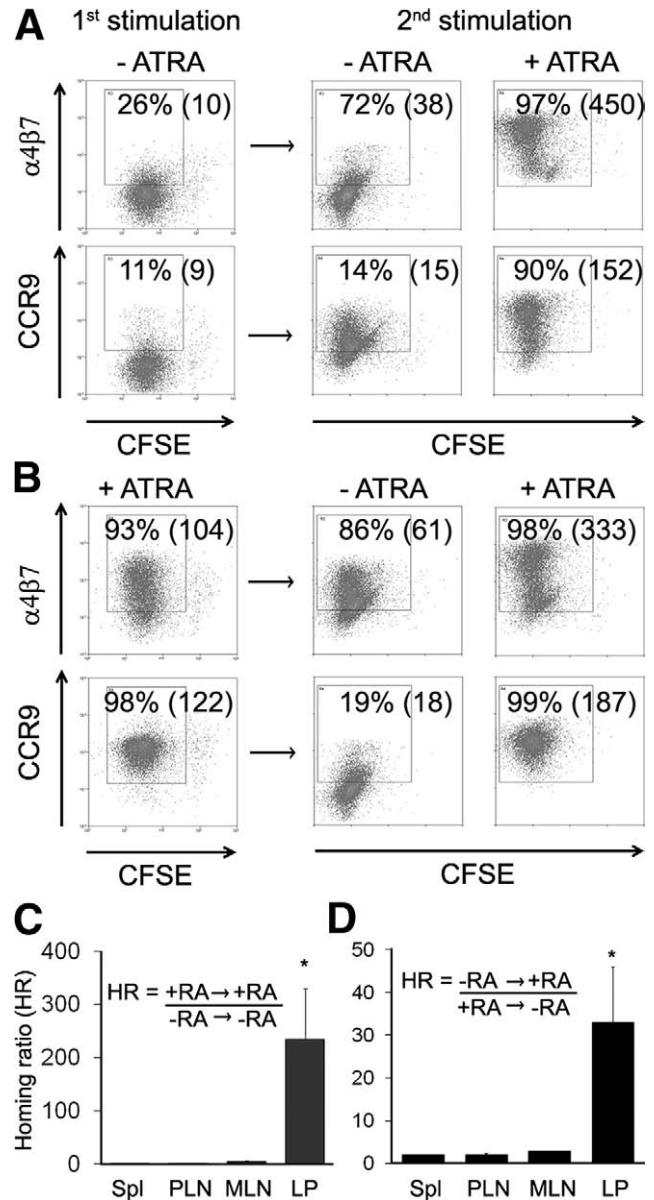 A
1st stimulation
2nd stimulation
- ATRA
- ATRA
+ ATRA
α4β7
26% (10)
72% (38)
97% (450)
CCR9
11% (9)
14% (15)
90% (152)
CFSE
CFSE
B
+ ATRA
- ATRA
+ ATRA
α4β7
93% (104)
86% (61)
98% (333)
CCR9
98% (122)
19% (18)
99% (187)
CFSE
CFSE
C
Homing ratio (HR)
400
300
200
100
0
HR = +RA → +RA
-RA → -RA
*
Spl PLN MLN LP
D
50
40
30
20
10
0
HR = -RA → +RA
+RA → -RA
*
Spl PLN MLN LP